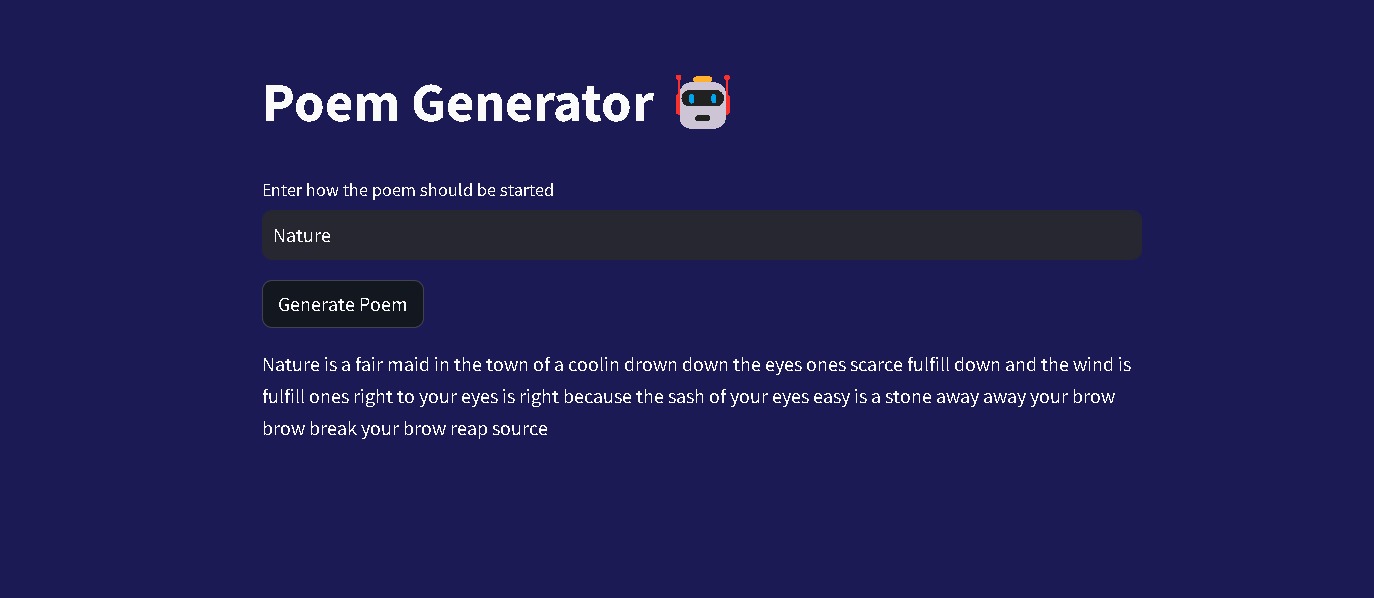 Poem Generator
Enter how the poem should be started
Nature
Generate Poem
Nature is a fair maid in the town of a coolin drown down the eyes ones scarce fulfill down and the wind is
fulfill ones right to your eyes is right because the sash of your eyes easy is a stone away away your brow
brow break your brow reap source